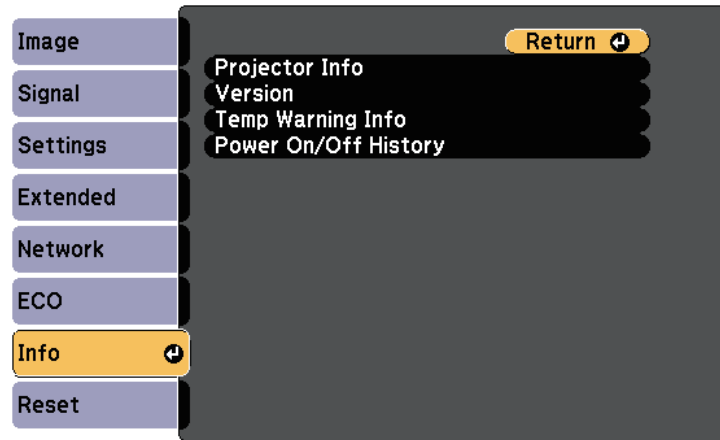 Image
Signal
Settings
Extended
Network
ECO
Info
Reset
Return
Projector Info
Version
Temp Warning Info
Power On/Off History